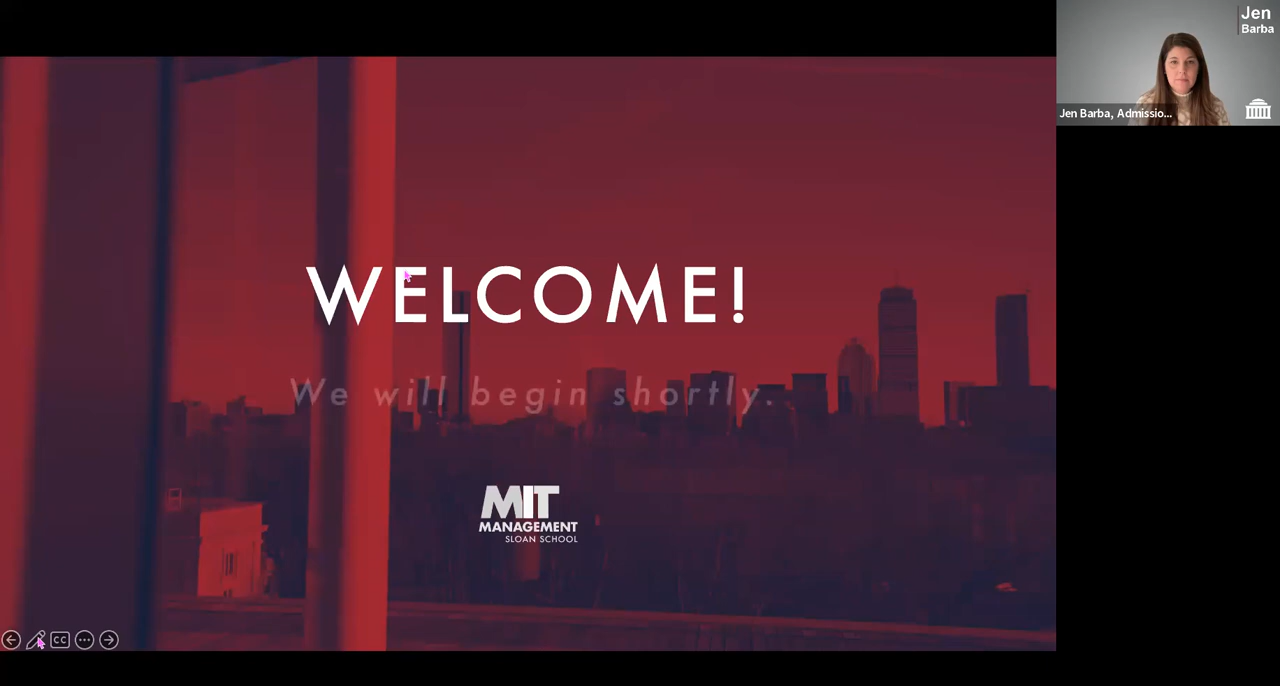 Jen
Barba
Jen Barba, Admissio...
WELCOME!
We will begin shortly.
MIT
MANAGEMENT
SLOAN SCHOOL
CC